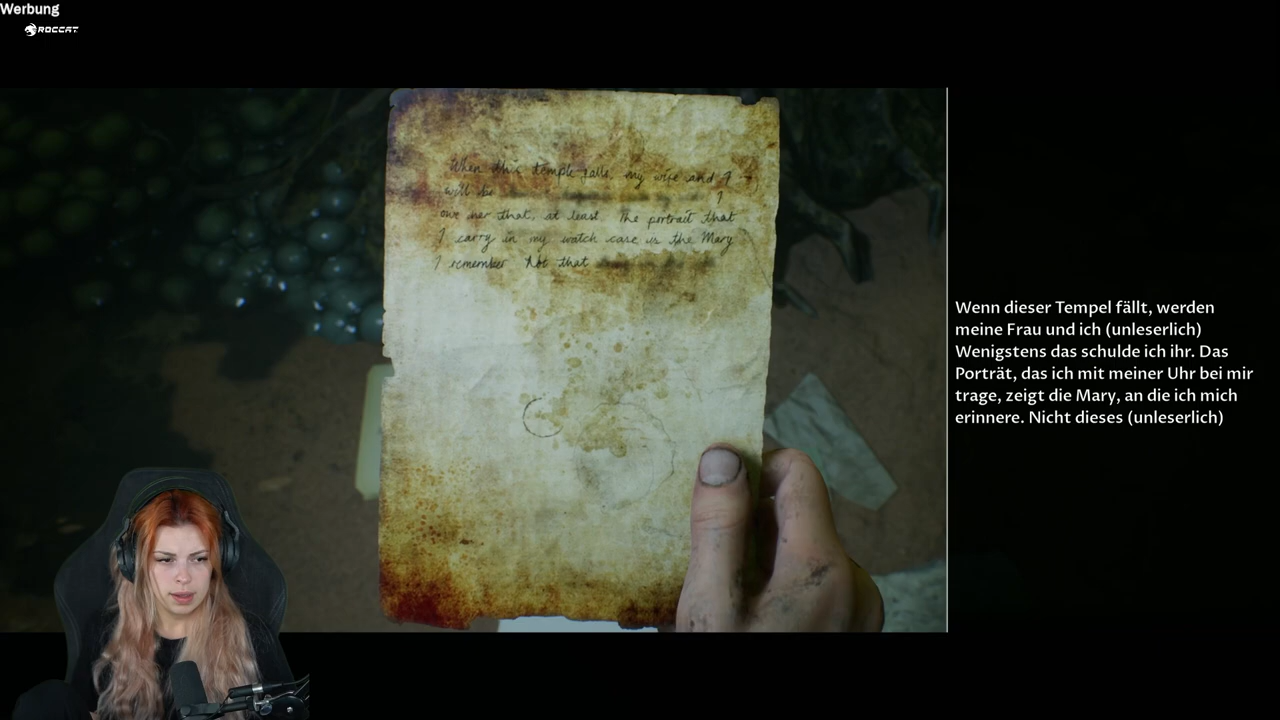 Werbung
ROCCAT
When this temple falls, my wife and I
will be I
owe her that, at least. The portrait that
I carry in my watch case is the Mary
I remember. Not that
Wenn dieser Tempel fällt, werden
meine Frau und ich (unleserlich)
Wenigstens das schulde ich ihr. Das
Porträt, das ich mit meiner Uhr bei mir
trage, zeigt die Mary, an die ich mich
erinnere. Nicht dieses (unleserlich)